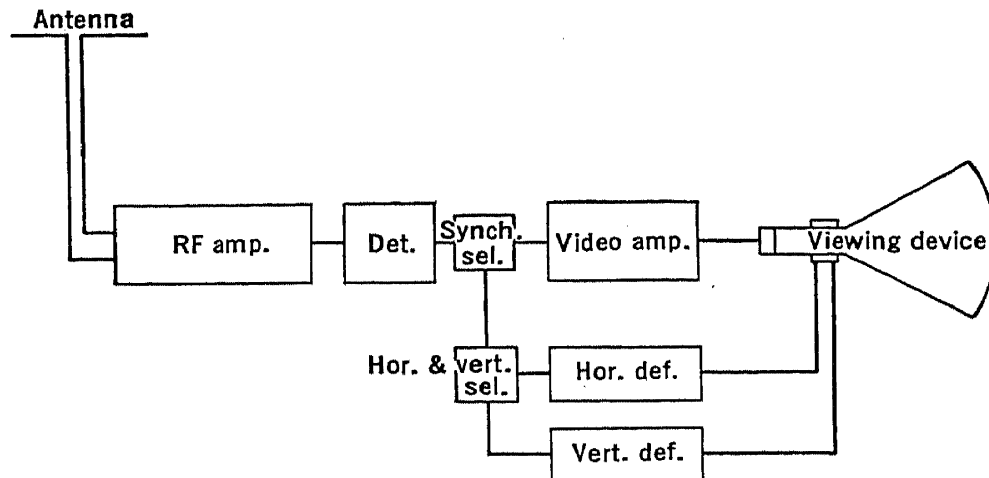 Antenna
RF amp.
Det.
Synch.
sel.
Video amp.
Viewing device
Hor. & vert.
sel.
Hor. def.
Vert. def.